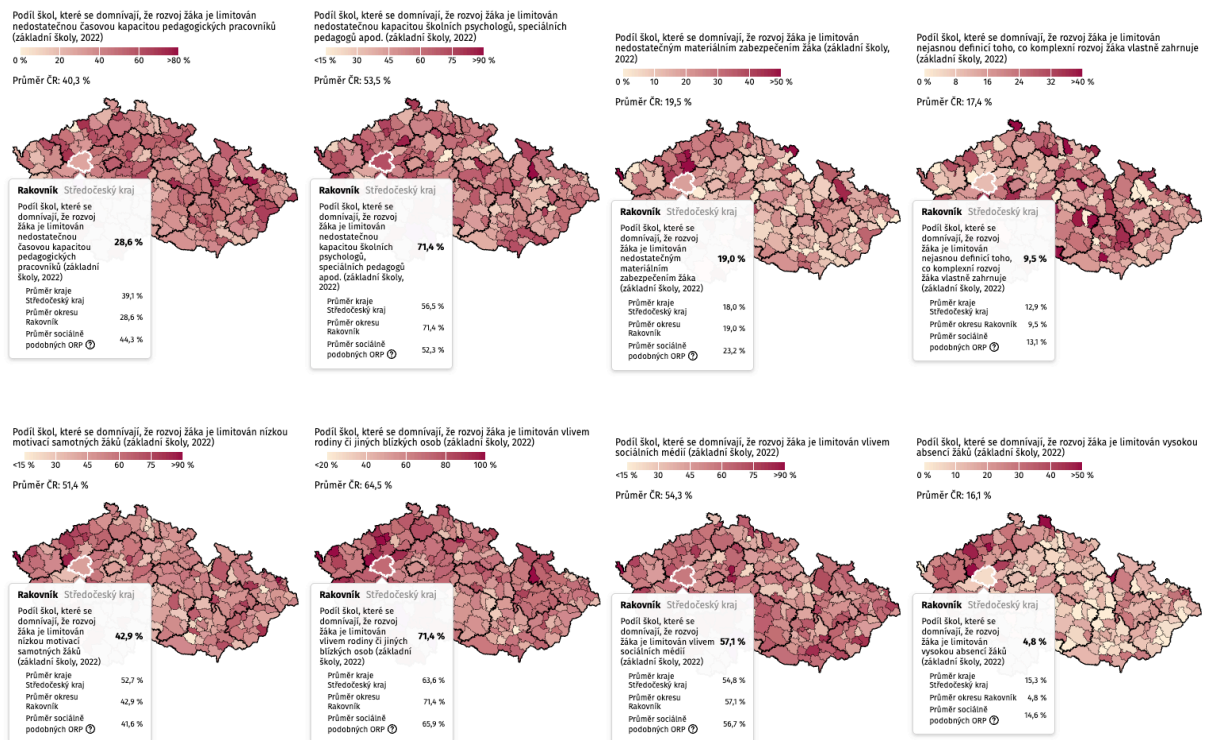 Podíl škol, které se domnívají, že rozvoj žáka je limitován
nedostatečnou časovou kapacitou pedagogických pracovníků
(základní školy, 2022)
0 % 20 40 60 >80 %
Průměr ČR: 40,3 %
Rakovník Středočeský kraj
Podíl škol, které se
domnívají, že rozvoj
žáka je limitován
nedostatečnou
časovou kapacitou
pedagogických
pracovníků (základní
školy, 2022)
28,6 %
Průměr kraje
Středočeský kraj
39,1 %
Průměr okresu
Rakovník
28,6 %
Průměr sociálně
podobných ORP ?
44,3 %
Podíl škol, které se domnívají, že rozvoj žáka je limitován
nedostatečnou kapacitou školních psychologů, speciálních
pedagogů apod. (základní školy, 2022)
<15 % 30 45 60 75 >90 %
Průměr ČR: 53,5 %
Rakovník Středočeský kraj
Podíl škol, které se
domnívají, že rozvoj
žáka je limitován
nedostatečnou
kapacitou školních
psychologů,
speciálních pedagogů
apod. (základní školy,
2022)
71,4 %
Průměr kraje
Středočeský kraj
56,5 %
Průměr okresu
Rakovník
71,4 %
Průměr sociálně
podobných ORP ?
52,3 %
Podíl škol, které se domnívají, že rozvoj žáka je limitován
nedostatečným materiálním zabezpečením žáka (základní školy,
2022)
0 % 10 20 30 40 >50 %
Průměr ČR: 19,5 %
Rakovník Středočeský kraj
Podíl škol, které se
domnívají, že rozvoj
žáka je limitován
nedostatečným
materiálním
zabezpečením žáka
(základní školy, 2022)
19,0 %
Průměr kraje
Středočeský kraj
18,0 %
Průměr okresu
Rakovník
19,0 %
Průměr sociálně
podobných ORP ?
23,2 %
Podíl škol, které se domnívají, že rozvoj žáka je limitován
nejasnou definicí toho, co komplexní rozvoj žáka vlastně zahrnuje
(základní školy, 2022)
0 % 8 16 24 32 >40 %
Průměr ČR: 17,4 %
Rakovník Středočeský kraj
Podíl škol, které se
domnívají, že rozvoj
žáka je limitován
nejasnou definicí toho,
co komplexní rozvoj
žáka vlastně zahrnuje
(základní školy, 2022)
9,5 %
Průměr kraje
Středočeský kraj
12,9 %
Průměr okresu Rakovník
9,5 %
Průměr sociálně
podobných ORP ?
13,1 %
Podíl škol, které se domnívají, že rozvoj žáka je limitován nízkou
motivací samotných žáků (základní školy, 2022)
<15 % 30 45 60 75 >90 %
Průměr ČR: 51,4 %
Rakovník Středočeský kraj
Podíl škol, které se
domnívají, že rozvoj
žáka je limitován
nízkou motivací
samotných žáků
(základní školy, 2022)
42,9 %
Průměr kraje
Středočeský kraj
52,7 %
Průměr okresu
Rakovník
42,9 %
Průměr sociálně
podobných ORP ?
41,6 %
Podíl škol, které se domnívají, že rozvoj žáka je limitován vlivem
rodiny či jiných blízkých osob (základní školy, 2022)
<20 % 40 60 80 100 %
Průměr ČR: 64,5 %
Rakovník Středočeský kraj
Podíl škol, které se
domnívají, že rozvoj
žáka je limitován
vlivem rodiny či jiných
blízkých osob (základní
školy, 2022)
71,4 %
Průměr kraje
Středočeský kraj
63,6 %
Průměr okresu
Rakovník
71,4 %
Průměr sociálně
podobných ORP ?
65,9 %
Podíl škol, které se domnívají, že rozvoj žáka je limitován vlivem
sociálních médií (základní školy, 2022)
<15 % 30 45 60 75 >90 %
Průměr ČR: 54,3 %
Rakovník Středočeský kraj
Podíl škol, které se
domnívají, že rozvoj
žáka je limitován vlivem
sociálních médií
(základní školy, 2022)
57,1 %
Průměr kraje
Středočeský kraj
54,8 %
Průměr okresu
Rakovník
57,1 %
Průměr sociálně
podobných ORP ?
56,7 %
Podíl škol, které se domnívají, že rozvoj žáka je limitován vysokou
absencí žáků (základní školy, 2022)
0 % 10 20 30 40 >50 %
Průměr ČR: 16,1 %
Rakovník Středočeský kraj
Podíl škol, které se
domnívají, že rozvoj
žáka je limitován
vysokou absencí žáků
(základní školy, 2022)
4,8 %
Průměr kraje
Středočeský kraj
15,3 %
Průměr okresu Rakovník
4,8 %
Průměr sociálně
podobných ORP ?
14,6 %